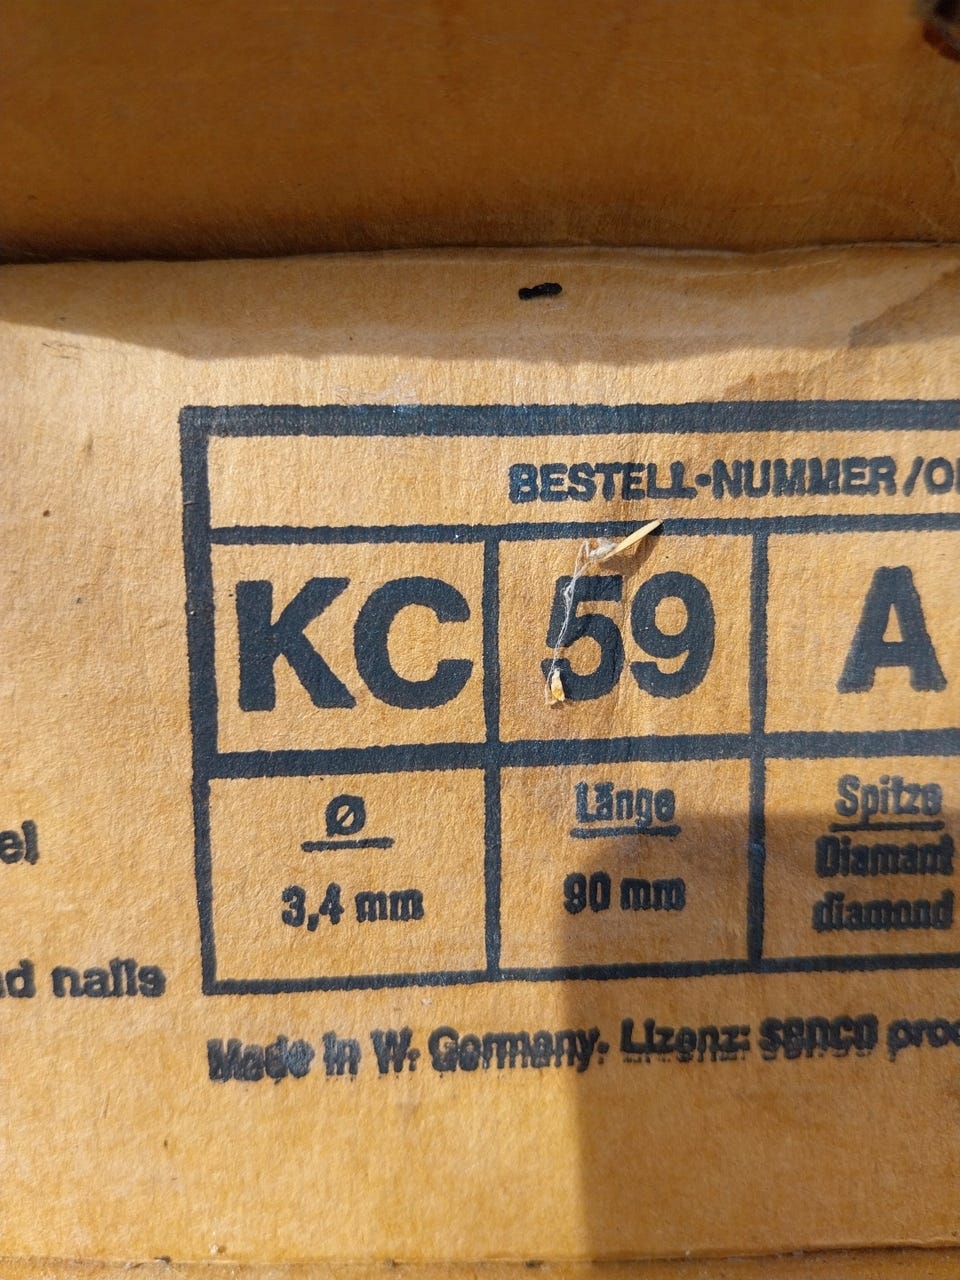 BESTELL-NUMMER/O
KC 59 A
Ø Länge Spitze
3,4 mm 90 mm Diamant
diamond
el
d nails
Made in W. Germany. Lizenz: senco pro